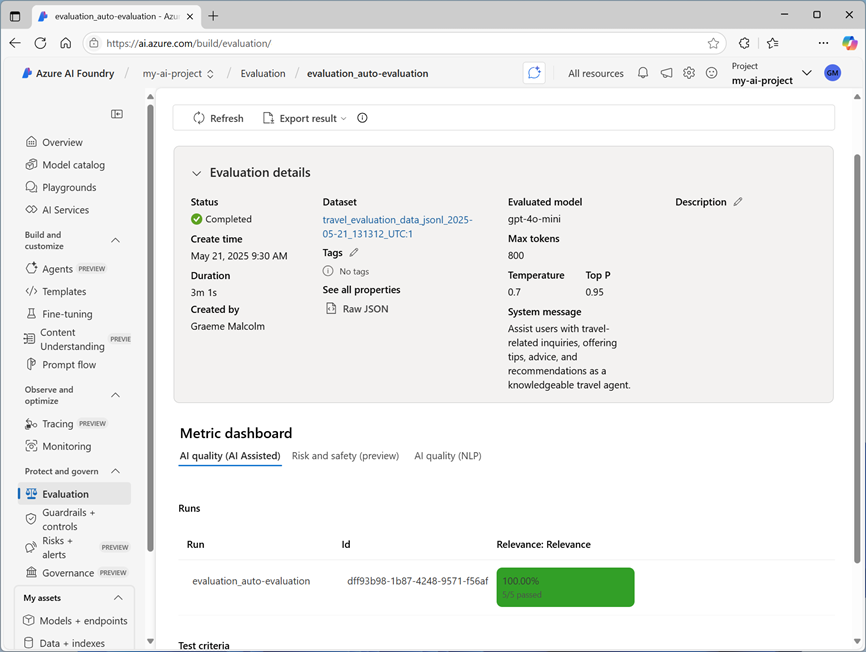 evaluation_auto-evaluation - Azu
https://ai.azure.com/build/evaluation/
Azure AI Foundry / my-ai-project / Evaluation / evaluation_auto-evaluation
All resources
Project
my-ai-project
GM
Overview
Model catalog
Playgrounds
AI Services
Build and
customize
Agents PREVIEW
Templates
Fine-tuning
Content
Understanding PREVIE
Prompt flow
Observe and
optimize
Tracing PREVIEW
Monitoring
Protect and govern
Evaluation
Guardrails +
controls
Risks +
alerts PREVIEW
Governance PREVIEW
My assets
Models + endpoints
Data + indexes
Refresh Export result
Evaluation details
Status
Completed
Create time
May 21, 2025 9:30 AM
Duration
3m 1s
Created by
Graeme Malcolm
Dataset
travel_evaluation_data_jsonl_2025-
05-21_131312_UTC:1
Tags
No tags
See all properties
Raw JSON
Evaluated model
gpt-4o-mini
Max tokens
800
Temperature Top P
0.7 0.95
System message
Assist users with travel-
related inquiries, offering
tips, advice, and
recommendations as a
knowledgeable travel agent.
Description
Metric dashboard
AI quality (AI Assisted) Risk and safety (preview) AI quality (NLP)
Runs
Run Id Relevance: Relevance
evaluation_auto-evaluation dff93b98-1b87-4248-9571-f56af 100.00%
5/5 passed
Test criteria